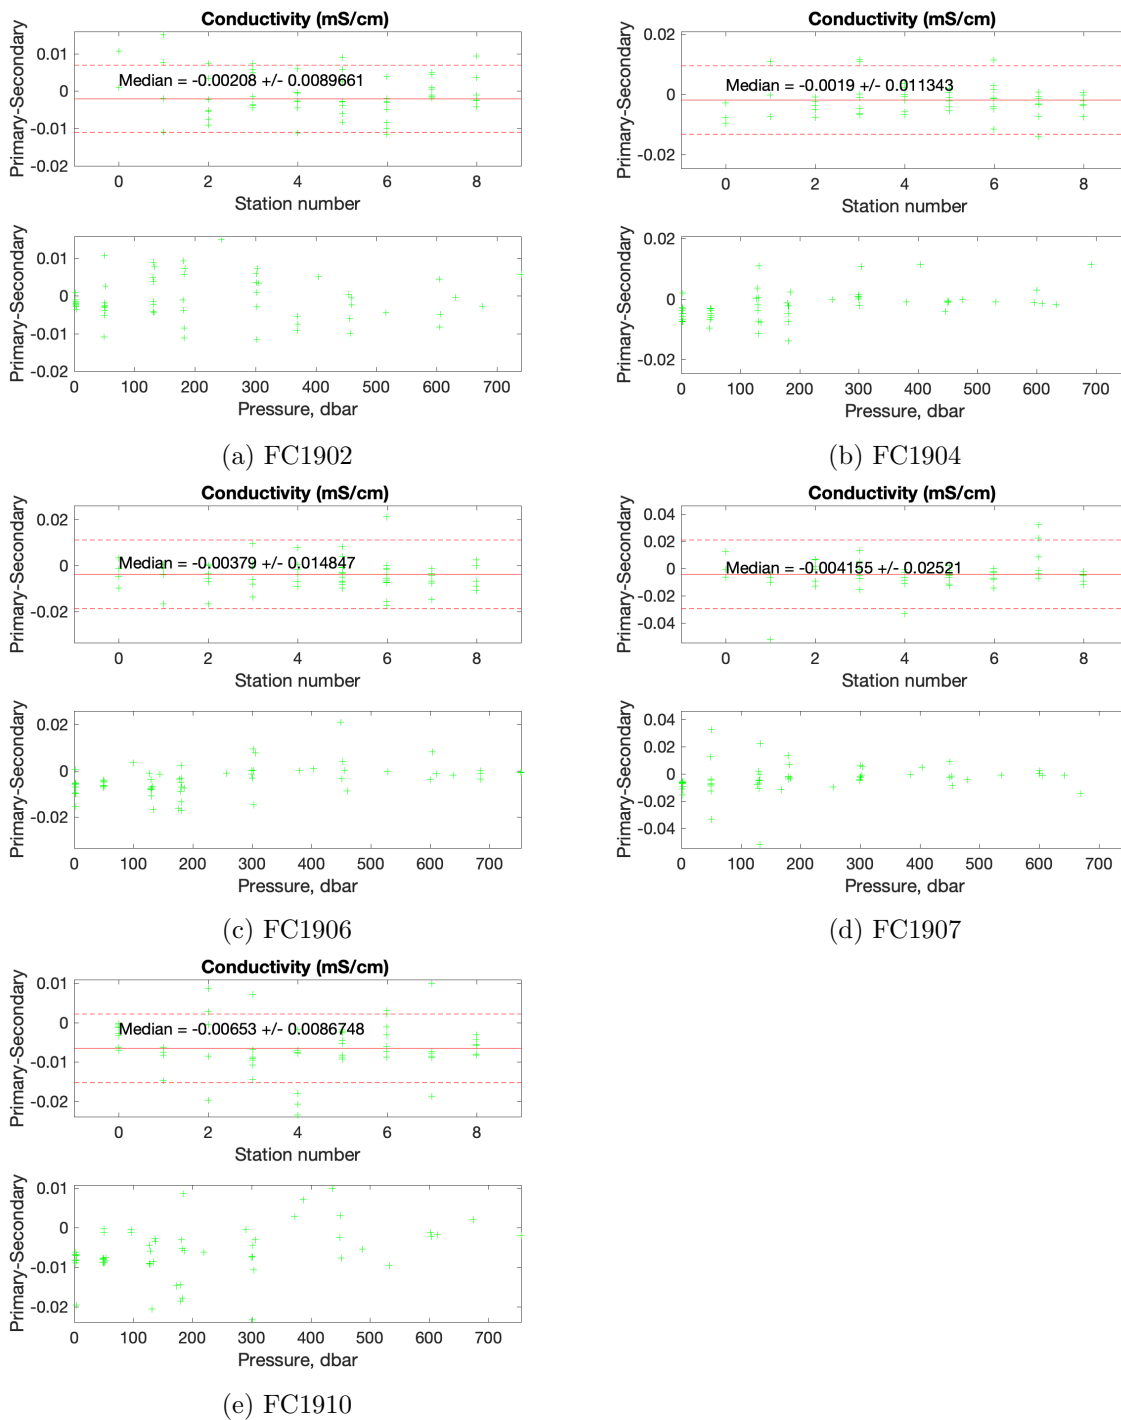 Conductivity (mS/cm)
Primary-Secondary
0.01
0
-0.01
-0.02
Median = -0.00208 +/- 0.0089661
0 2 4 6 8
Station number
Primary-Secondary
0.01
0
-0.01
-0.02
0 100 200 300 400 500 600 700
Pressure, dbar
(a) FC1902
Conductivity (mS/cm)
Primary-Secondary
0.02
0
-0.02
Median = -0.0019 +/- 0.011343
0 2 4 6 8
Station number
Primary-Secondary
0.02
0
-0.02
0 100 200 300 400 500 600 700
Pressure, dbar
(b) FC1904
Conductivity (mS/cm)
Primary-Secondary
0.02
0
-0.02
Median = -0.00379 +/- 0.014847
0 2 4 6 8
Station number
Primary-Secondary
0.02
0
-0.02
0 100 200 300 400 500 600 700
Pressure, dbar
(c) FC1906
Conductivity (mS/cm)
Primary-Secondary
0.04
0.02
0
-0.02
-0.04
Median = -0.004155 +/- 0.02521
0 2 4 6 8
Station number
Primary-Secondary
0.04
0.02
0
-0.02
-0.04
0 100 200 300 400 500 600 700
Pressure, dbar
(d) FC1907
Conductivity (mS/cm)
Primary-Secondary
0.01
0
-0.01
-0.02
Median = -0.00653 +/- 0.0086748
0 2 4 6 8
Station number
Primary-Secondary
0.01
0
-0.01
-0.02
0 100 200 300 400 500 600 700
Pressure, dbar
(e) FC1910